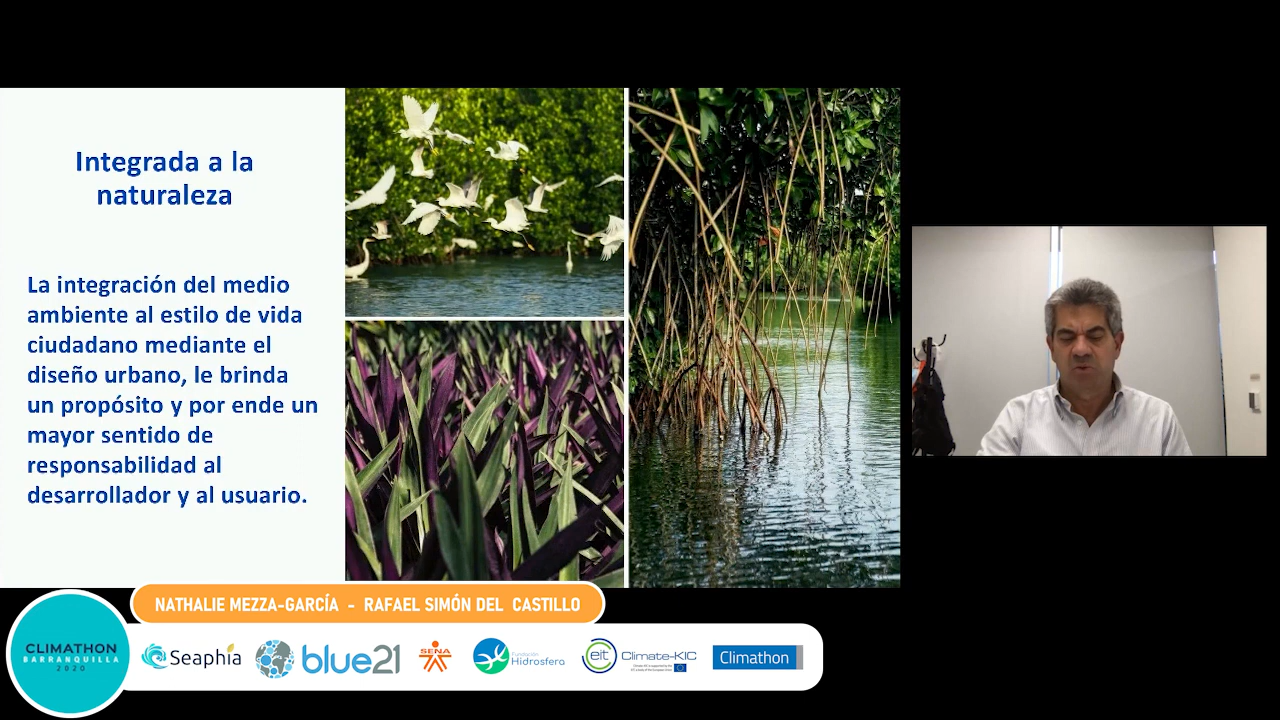 Integrada a la
naturaleza
La integración del medio
ambiente al estilo de vida
ciudadano mediante el
diseño urbano, le brinda
un propósito y por ende un
mayor sentido de
responsabilidad al
desarrollador y al usuario.
NATHALIE MEZZA-GARCÍA - RAFAEL SIMÓN DEL CASTILLO
CLIMATHON
BARRANQUILLA
2020
Seaphia
blue21
SENA
Fundación
Hidrosfera
eit
Climate-KIC
Climathon